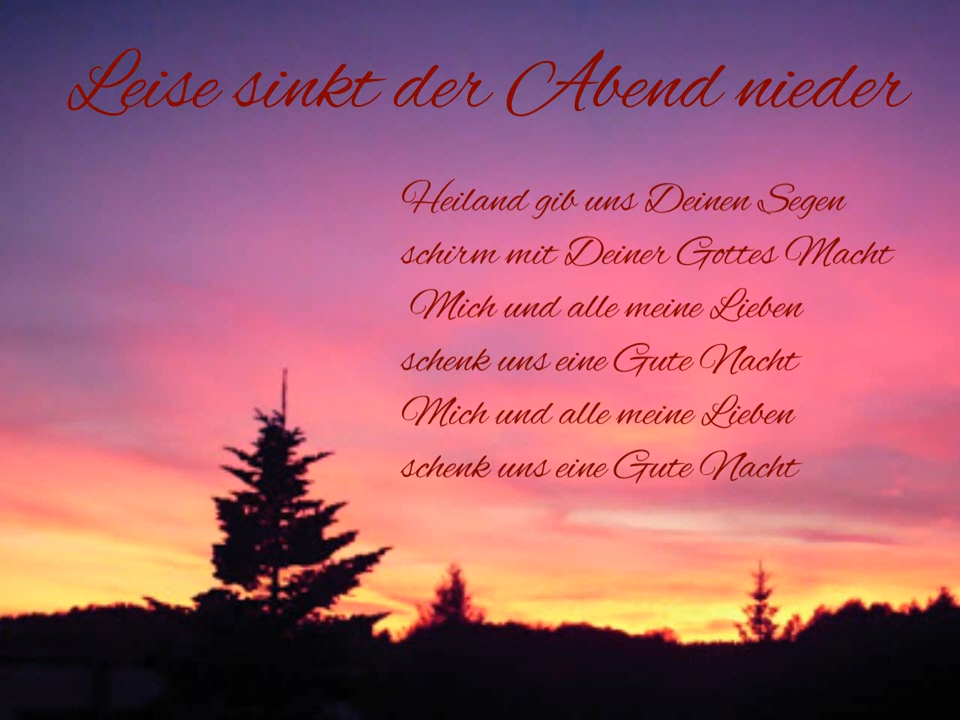 Leise sinkt der Abend nieder
Heiland gib uns Deinen Segen
schirm mit Deiner Gottes Macht
Mich und alle meine Lieben
schenk uns eine Gute Nacht
Mich und alle meine Lieben
schenk uns eine Gute Nacht